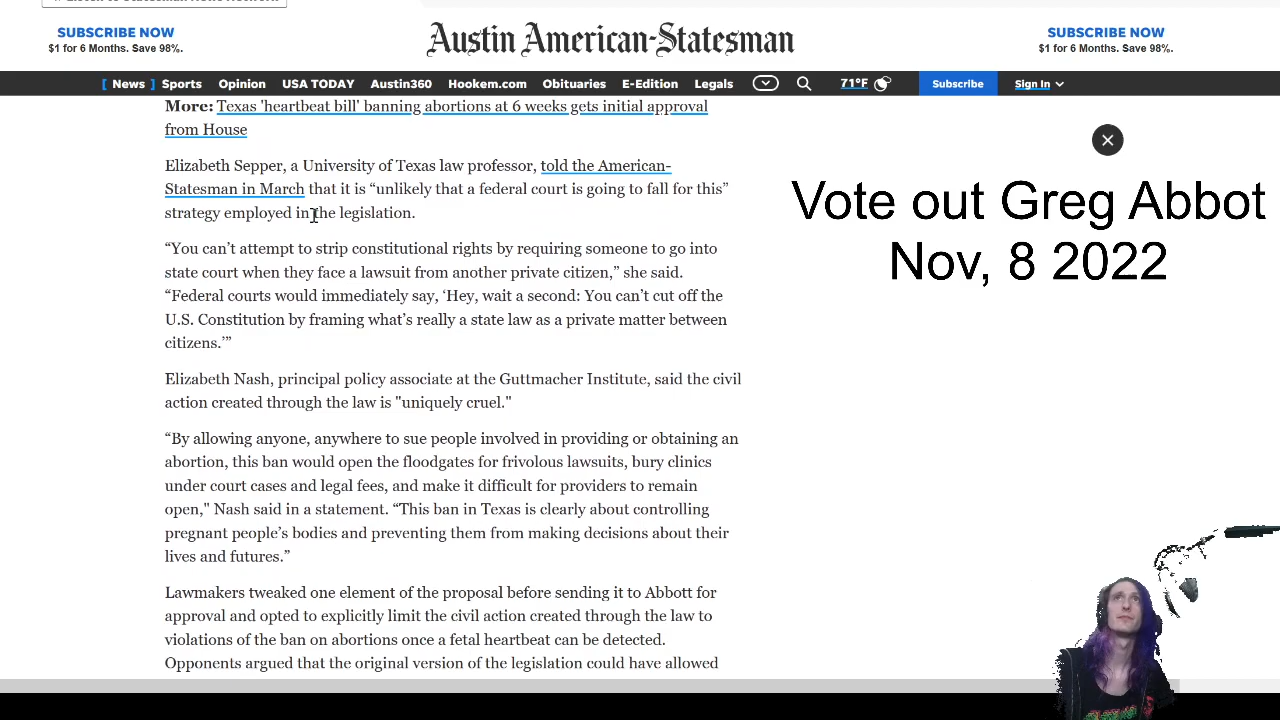 SUBSCRIBE NOW
$1 for 6 Months. Save 98%.
Austin American-Statesman
SUBSCRIBE NOW
$1 for 6 Months. Save 98%.
[ News ] Sports Opinion USA TODAY Austin360 Hookem.com Obituaries E-Edition Legals 71°F Subscribe Sign In
More: Texas 'heartbeat bill' banning abortions at 6 weeks gets initial approval
from House
Elizabeth Sepper, a University of Texas law professor, told the American-
Statesman in March that it is “unlikely that a federal court is going to fall for this”
strategy employed in the legislation.
“You can’t attempt to strip constitutional rights by requiring someone to go into
state court when they face a lawsuit from another private citizen,” she said.
“Federal courts would immediately say, ‘Hey, wait a second: You can’t cut off the
U.S. Constitution by framing what’s really a state law as a private matter between
citizens.’”
Elizabeth Nash, principal policy associate at the Guttmacher Institute, said the civil
action created through the law is "uniquely cruel."
“By allowing anyone, anywhere to sue people involved in providing or obtaining an
abortion, this ban would open the floodgates for frivolous lawsuits, bury clinics
under court cases and legal fees, and make it difficult for providers to remain
open," Nash said in a statement. “This ban in Texas is clearly about controlling
pregnant people’s bodies and preventing them from making decisions about their
lives and futures.”
Lawmakers tweaked one element of the proposal before sending it to Abbott for
approval and opted to explicitly limit the civil action created through the law to
violations of the ban on abortions once a fetal heartbeat can be detected.
Opponents argued that the original version of the legislation could have allowed
Vote out Greg Abbot
Nov, 8 2022